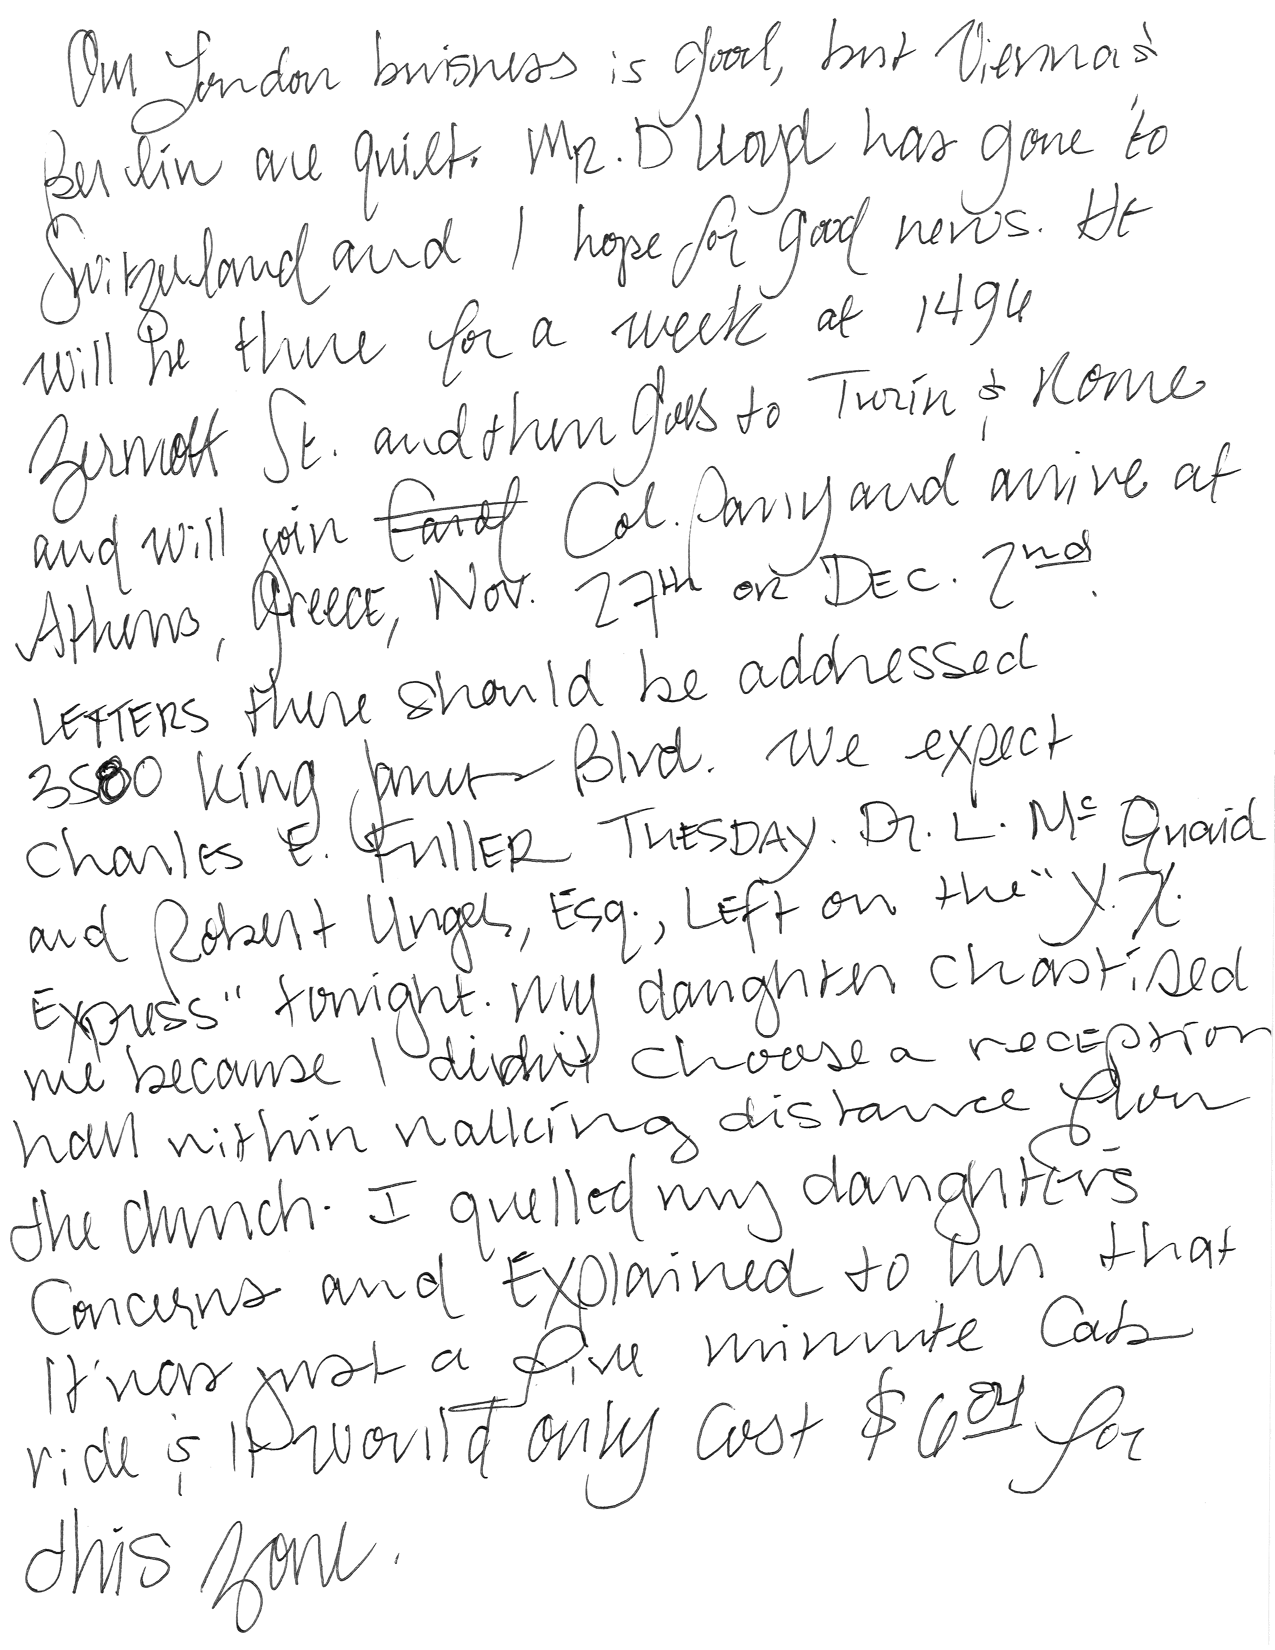 Our London buisness is good, but Vienna &
Berlin are quiet. Mr. D Lloyd has gone to
Switzerland and I hope for good news. He
will be there for a week at 1496
Zermott St. and then goes to Turin & Rome
and will join Col. Parry and arrive at
Athens, Greece, Nov. 27th or Dec. 2nd.
LETTERS there should be addressed
3580 King James Blvd. We expect
Charles E. FullER TUESDAY. Dr. L. Mc Quaid
and Robert Unger, Esq., Left on the "Y.X.
Express" tonight. My daughter chastised
me because I didn't choose a reception
hall within walking distance from
the church. I quelled my daughter's
concerns and Explained to her that
It was just a five minute Cab
ride & It would only cost $6.04 for
this zone.